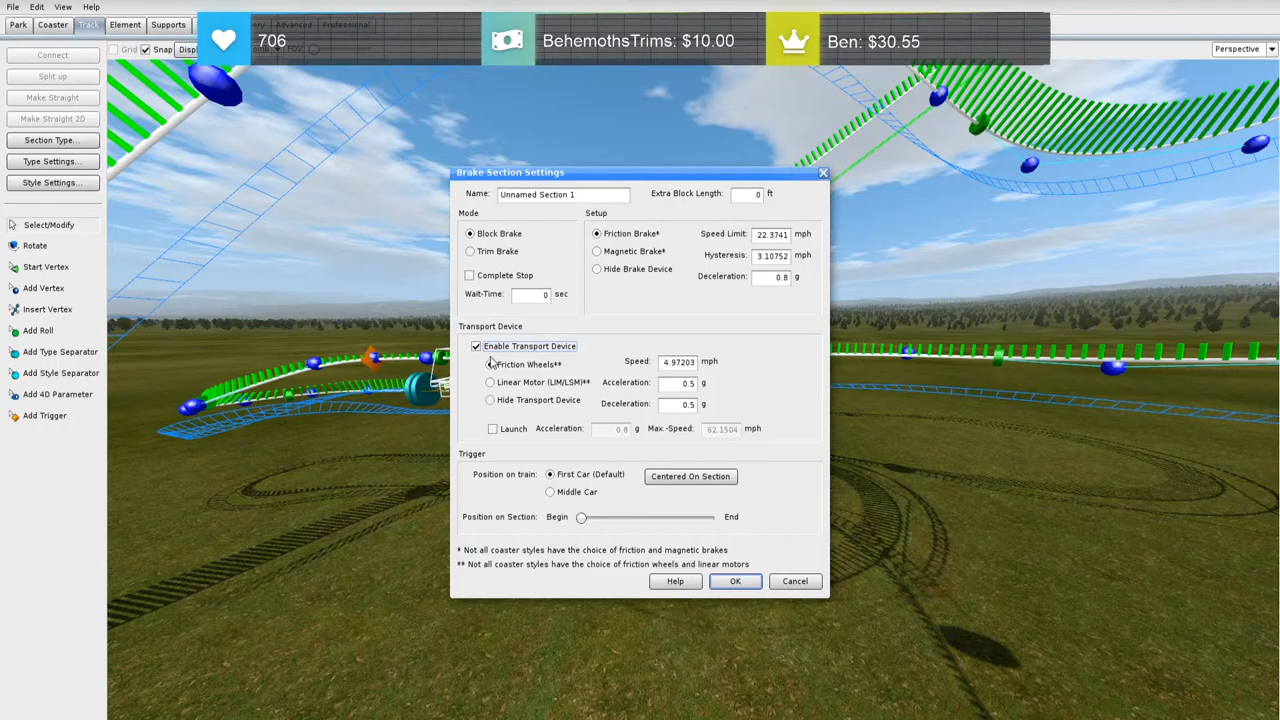 File Edit View Help
Park Coaster Track Element Supports Advanced Professional
706
BehemothsTrims: $10.00
Ben: $30.55
Grid Snap FOV
Perspective
Connect
Split up
Make Straight
Make Straight 2D
Section Type...
Type Settings...
Style Settings...
Select/Modify
Rotate
Start Vertex
Add Vertex
Insert Vertex
Add Roll
Add Type Separator
Add Style Separator
Add 4D Parameter
Add Trigger
Brake Section Settings
Name: Unnamed Section 1 Extra Block Length: 0 ft
Mode Setup
Block Brake Friction Brake* Speed Limit: 22.3741 mph
Trim Brake Magnetic Brake* Hysteresis: 3.10752 mph
Complete Stop Hide Brake Device Deceleration: 0.8 g
Wait-Time: 0 sec
Transport Device
Enable Transport Device
Friction Wheels** Speed: 4.97203 mph
Linear Motor (LIM/LSM)** Acceleration: 0.5 g
Hide Transport Device Deceleration: 0.5 g
Launch Acceleration: 0.8 g Max.-Speed: 62.1504 mph
Trigger
Position on train: First Car (Default) Centered On Section
Middle Car
Position on Section: Begin End
* Not all coaster styles have the choice of friction and magnetic brakes
** Not all coaster styles have the choice of friction wheels and linear motors
Help OK Cancel